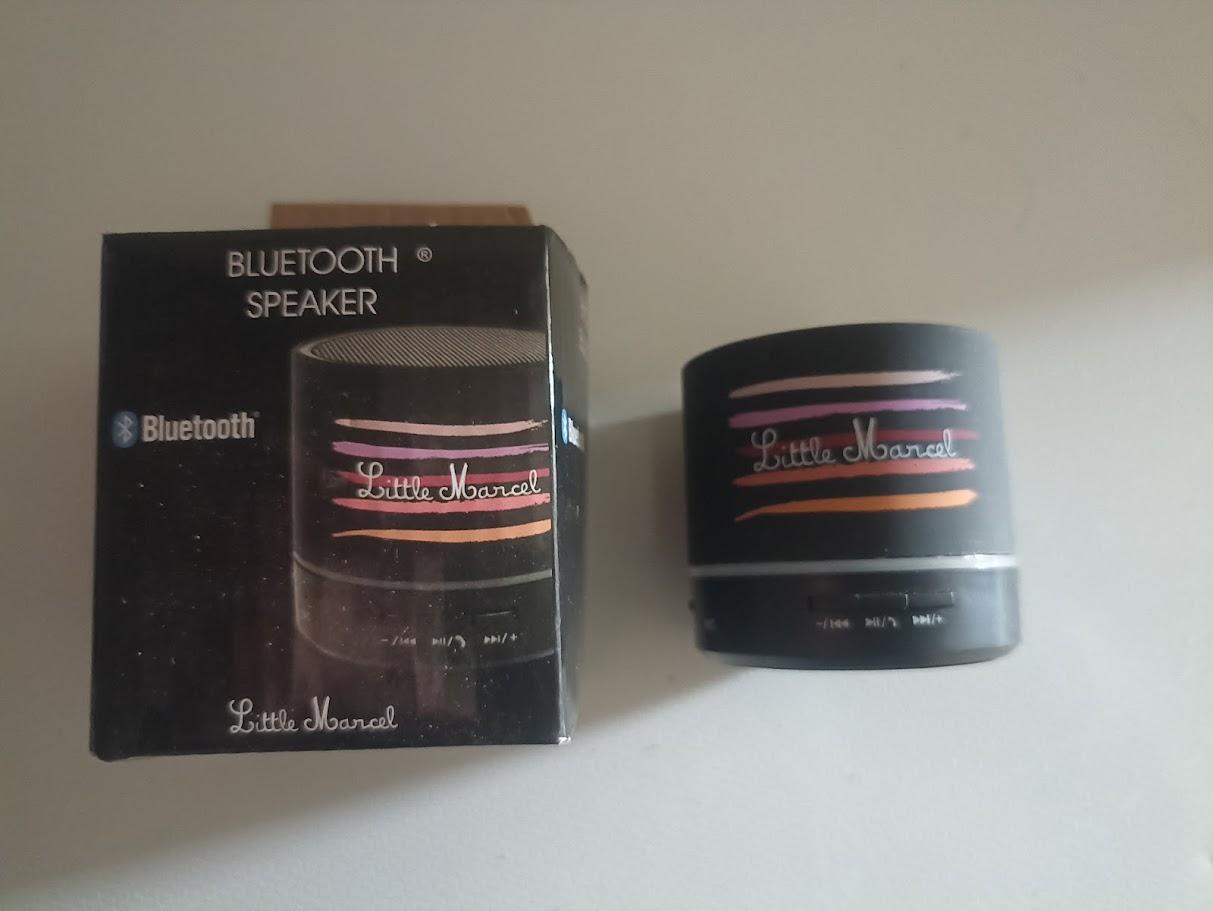 BLUETOOTH ®
SPEAKER
Bluetooth
Little Marcel
-/⏮ ⏯/📞 ⏭/+
Little Marcel
Little Marcel
-/⏮ ⏯/📞 ⏭/+